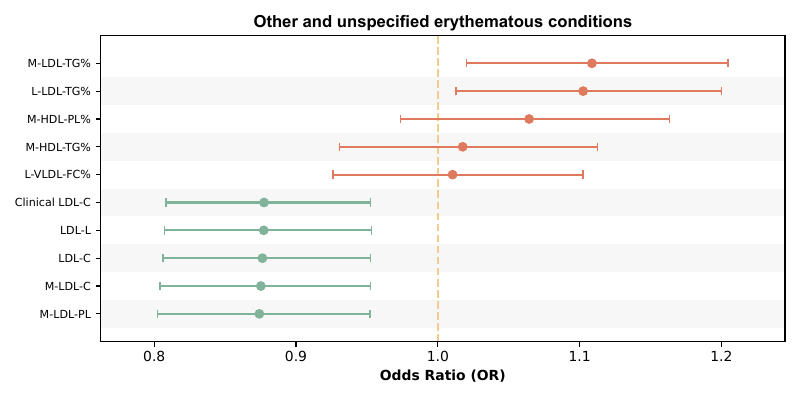 Other and unspecified erythematous conditions
M-LDL-TG%
L-LDL-TG%
M-HDL-PL%
M-HDL-TG%
L-VLDL-FC%
Clinical LDL-C
LDL-L
LDL-C
M-LDL-C
M-LDL-PL
0.8 0.9 1.0 1.1 1.2
Odds Ratio (OR)